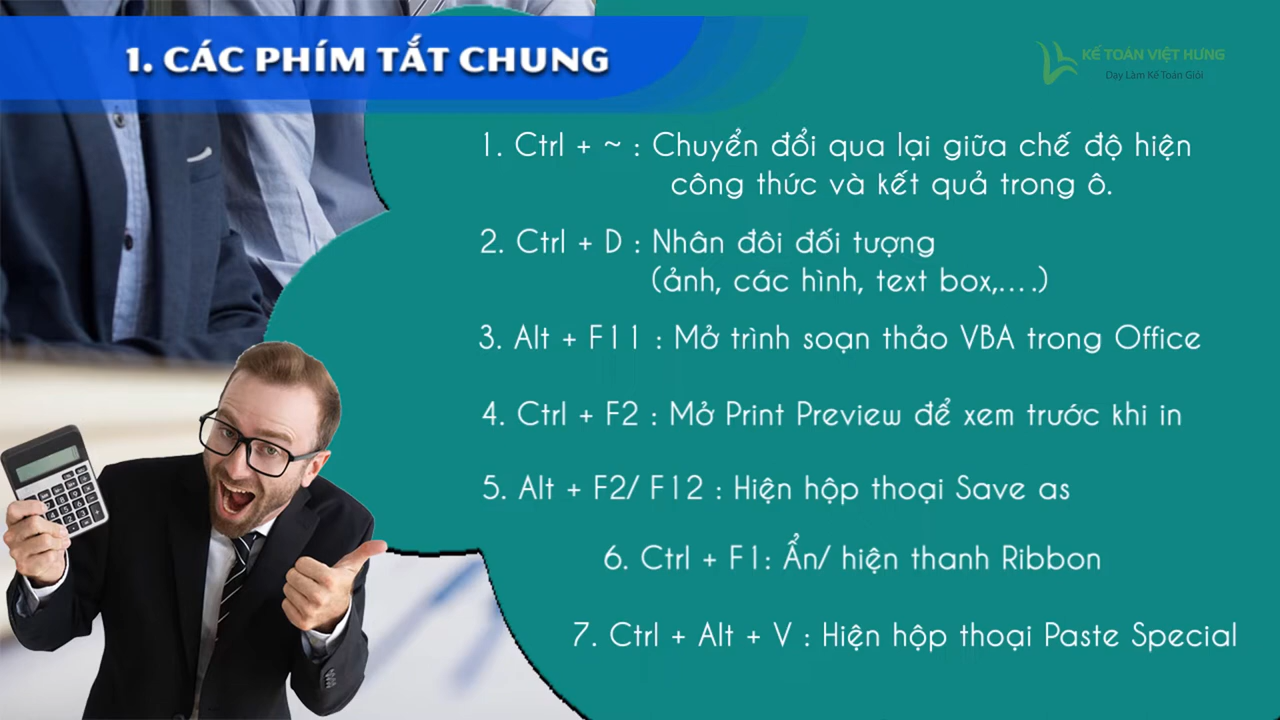 1. CÁC PHÍM TẮT CHUNG
KẾ TOÁN VIỆT HƯNG
Dạy Làm Kế Toán Giỏi
1. Ctrl + ~ : Chuyển đổi qua lại giữa chế độ hiện
công thức và kết quả trong ô.
2. Ctrl + D : Nhân đôi đối tượng
(ảnh, các hình, text box,....)
3. Alt + F11 : Mở trình soạn thảo VBA trong Office
4. Ctrl + F2 : Mở Print Preview để xem trước khi in
5. Alt + F2/ F12 : Hiện hộp thoại Save as
6. Ctrl + F1: Ẩn/ hiện thanh Ribbon
7. Ctrl + Alt + V : Hiện hộp thoại Paste Special